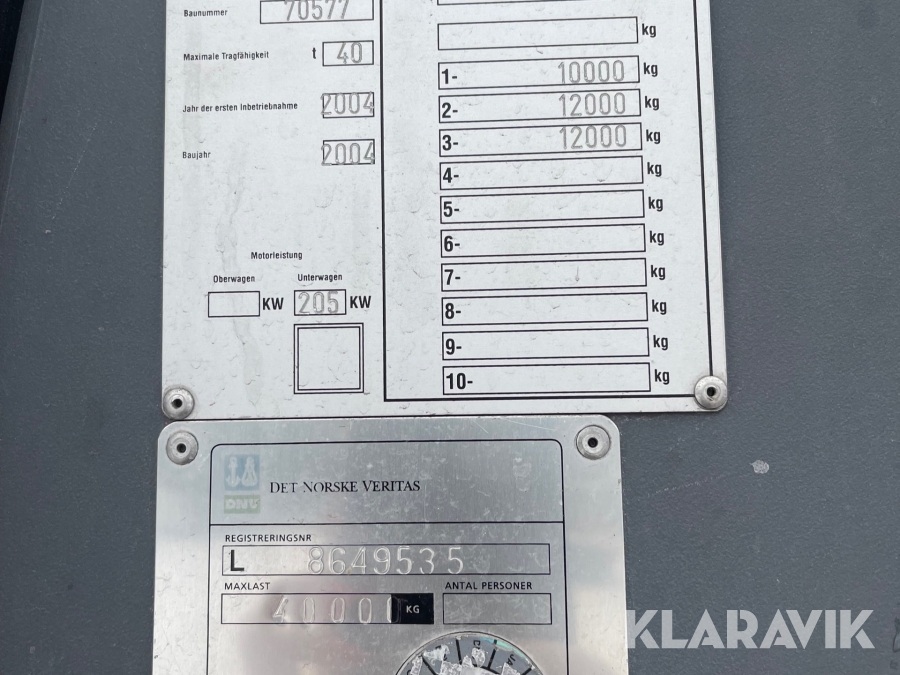 Baunummer 70577
Maximale Tragfähigkeit t 40
Jahr der ersten Inbetriebnahme 2004
Baujahr 2004
Motorleistung
Oberwagen Unterwagen
KW 205 KW
kg
1- 10000 kg
2- 12000 kg
3- 12000 kg
4- kg
5- kg
6- kg
7- kg
8- kg
9- kg
10- kg
DNV
DET NORSKE VERITAS
REGISTRERINGSNR
L 8649535
MAXLAST ANTAL PERSONER
40000 KG
KLARAVIK